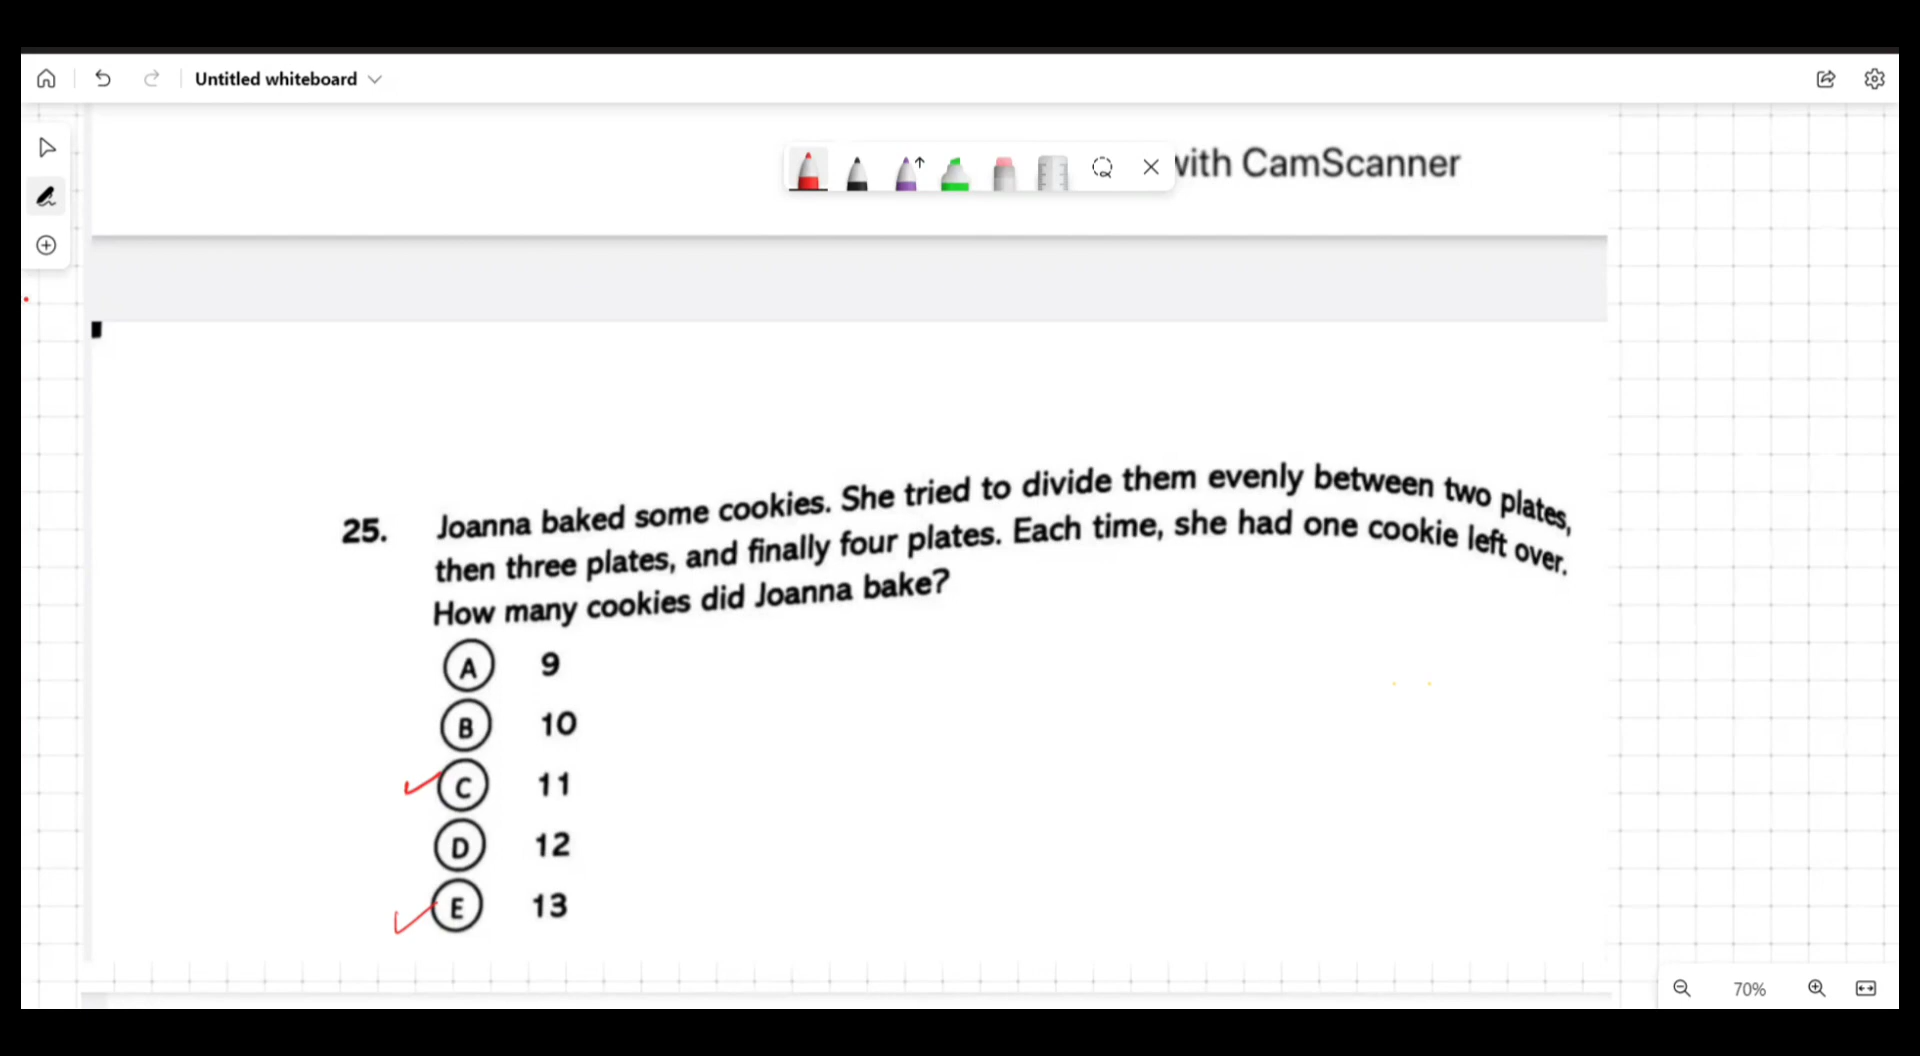 Untitled whiteboard
with CamScanner
25. Joanna baked some cookies. She tried to divide them evenly between two plates,
then three plates, and finally four plates. Each time, she had one cookie left over.
How many cookies did Joanna bake?
A 9
B 10
C 11
D 12
E 13
70%